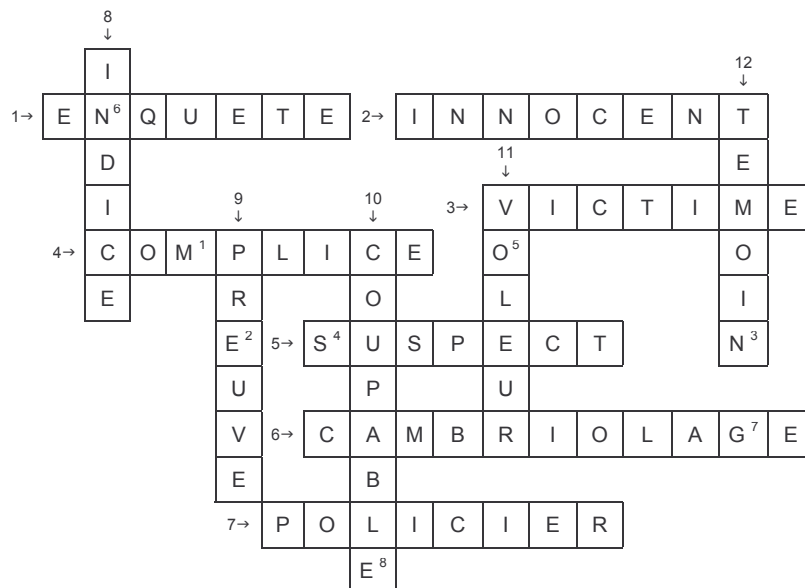 8
↓
I
12
↓
1→ E N⁶ Q U E T E 2→ I N N O C E N T
D
11
↓
E
I
9
↓
10
↓
3→ V I C T I M E
4→ C O M¹ P L I C E O⁵ O
E R O L I
E² 5→ S⁴ U S P E C T N³
U P U
V 6→ C A M B R I O L A G⁷ E
E B
7→ P O L I C I E R
E⁸